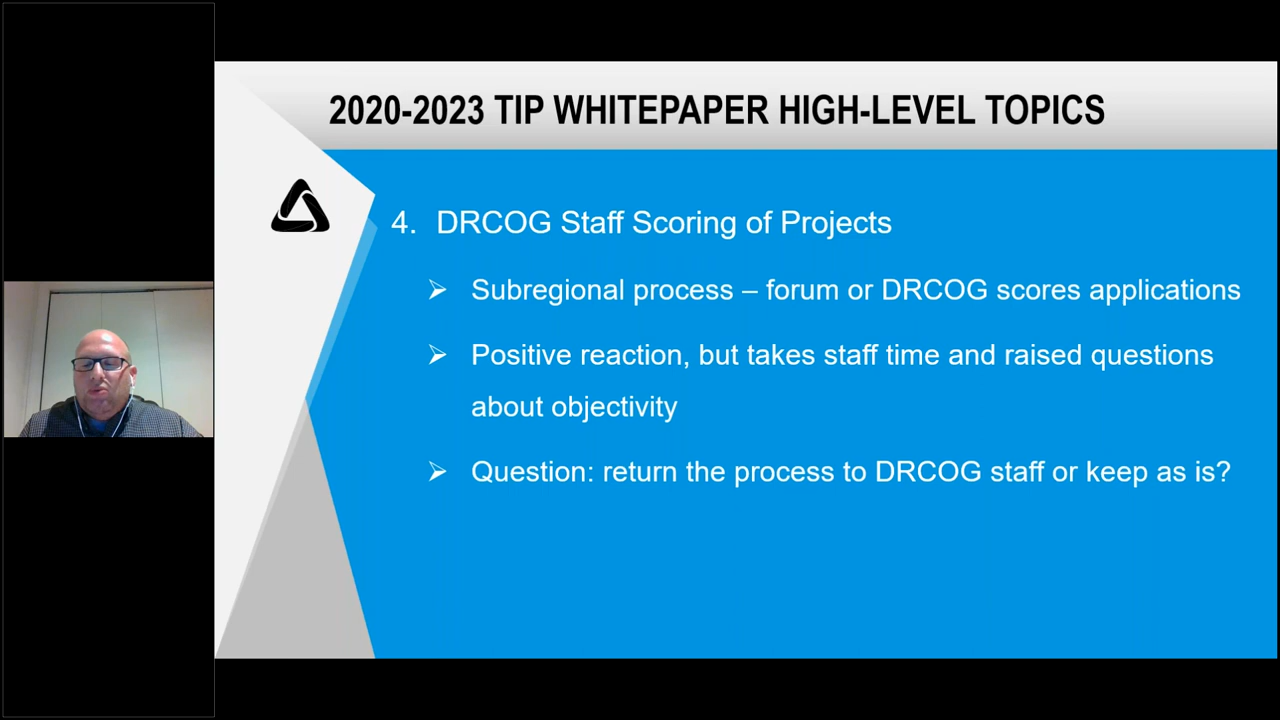 2020-2023 TIP WHITEPAPER HIGH-LEVEL TOPICS
4. DRCOG Staff Scoring of Projects
➢ Subregional process – forum or DRCOG scores applications
➢ Positive reaction, but takes staff time and raised questions
about objectivity
➢ Question: return the process to DRCOG staff or keep as is?